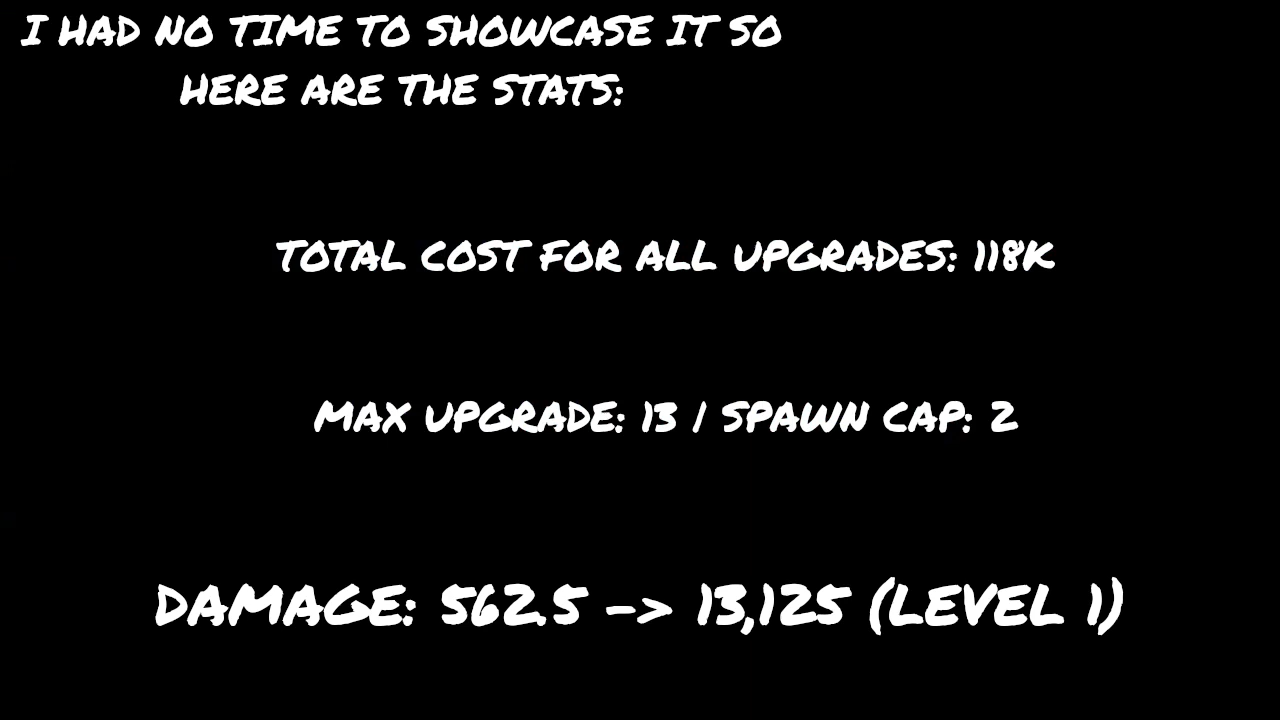 I HAD NO TIME TO SHOWCASE IT SO
HERE ARE THE STATS:
TOTAL COST FOR ALL UPGRADES: 118K
MAX UPGRADE: 13 / SPAWN CAP: 2
DAMAGE: 562.5 -> 13,125 (LEVEL 1)